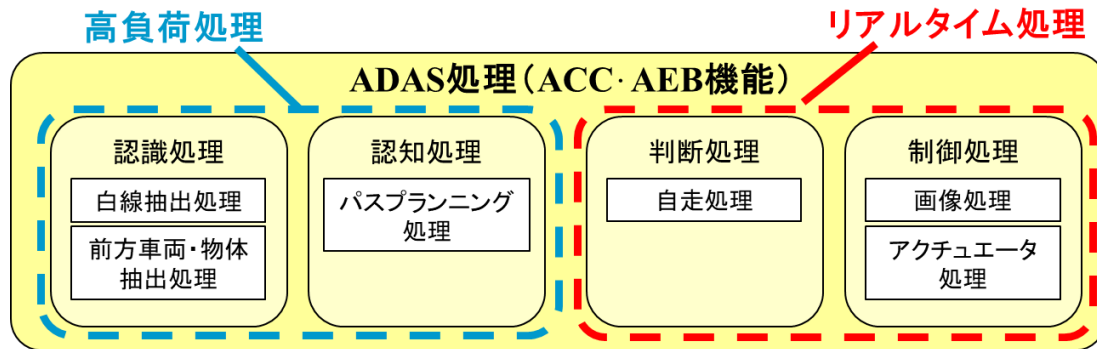 高負荷処理
リアルタイム処理
ADAS処理(ACC· AEB機能)
認識処理
白線抽出処理
前方車両・物体
抽出処理
認知処理
パスプランニング
処理
判断処理
自走処理
制御処理
画像処理
アクチュエータ
処理